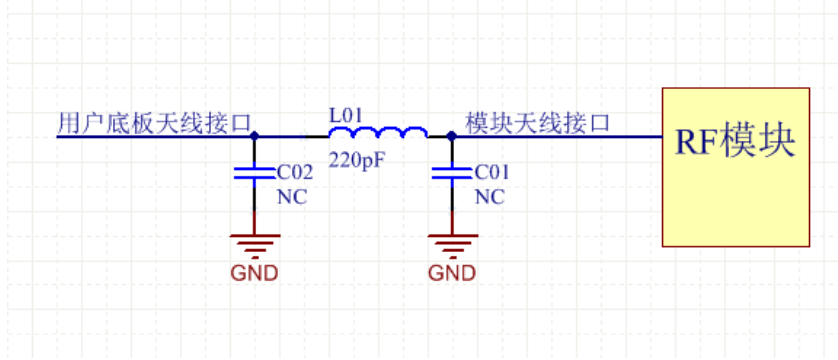 用户底板天线接口
L01
220pF
模块天线接口
RF模块
C02
NC
C01
NC
GND
GND